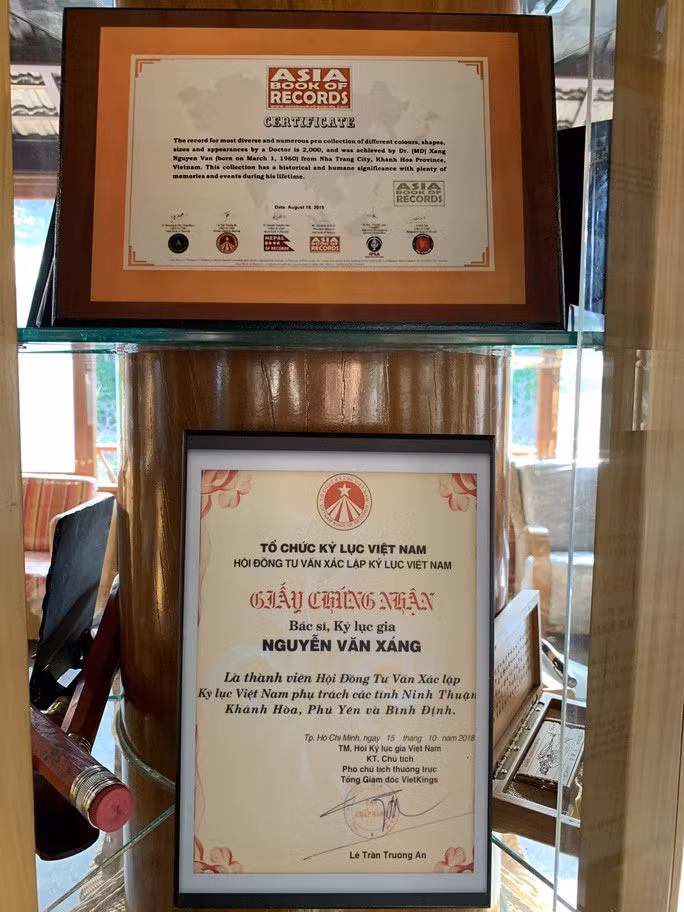 ASIA
BOOK OF
RECORDS
CERTIFICATE
The record for most diverse and numerous pen collection of different colours, shapes,
sizes and appearances by a Doctor is 2,000, and was achieved by Dr. (MD) Xang
Nguyen Van (born on March 1, 1960) from Nha Trang City, Khanh Hoa Province,
Vietnam. This collection has a historical and humane significance with plenty of
memories and events during his lifetime.
ASIA
BOOK OF
RECORDS
Date August
NEPAL
BOOK
OF RECORDS
ASIA
RECORDS
TỔ CHỨC KỶ LỤC VIỆT NAM
HỘI ĐỒNG TƯ VẤN XÁC LẬP KỶ LỤC VIỆT NAM
GIẤY CHỨNG NHẬN
Bác sĩ, Kỷ lục gia
NGUYỄN VĂN XÁNG
Là thành viên Hội Đồng Tư Vấn Xác lập
Kỷ lục Việt Nam phụ trách các tỉnh Ninh Thuận
Khánh Hòa, Phú Yên và Bình Định.
Tp. Hồ Chí Minh, ngày 15 tháng 10 năm 2018
TM. Hội Kỷ lục gia Việt Nam
KT. Chủ tịch
Phó chủ tịch thường trực
Tổng Giám đốc VietKings
Lê Trần Trường An